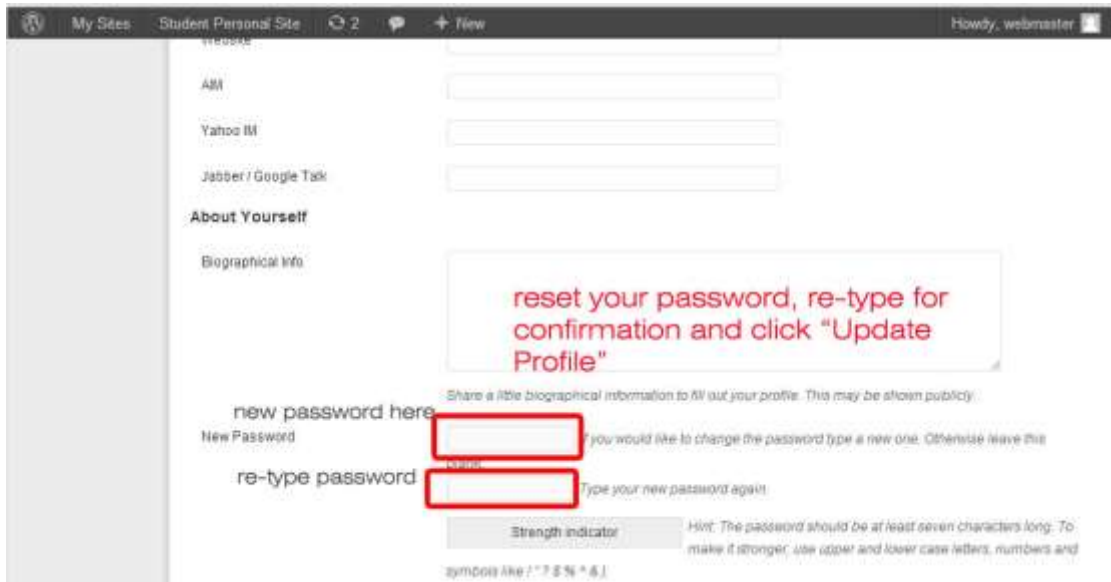 My Sites Student Personal Site 2 + New Howdy, webmaster
Website
AIM
Yahoo IM
Jabber / Google Talk
About Yourself
Biographical Info
reset your password, re-type for
confirmation and click “Update
Profile”
Share a little biographical information to fill out your profile. This may be shown publicly.
new password here
New Password
you would like to change the password type a new one. Otherwise leave this
blank.
re-type password
Type your new password again.
Strength indicator
Hint: The password should be at least seven characters long. To
make it stronger, use upper and lower case letters, numbers and
symbols like ! " ? $ % ^ & ).